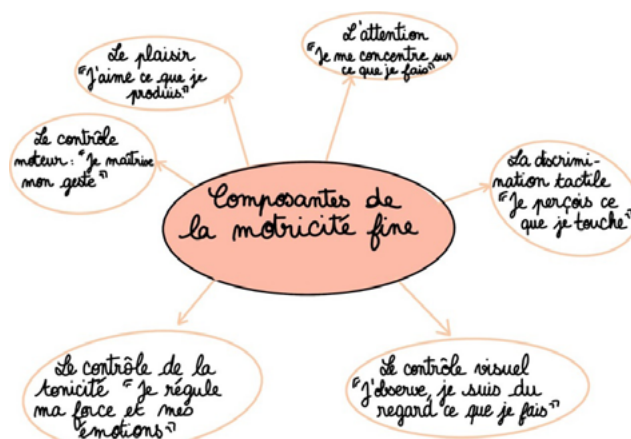 L'attention
"Je me concentre sur
ce que je fais"
Le plaisir
"J'aime ce que je
produis."
Le contrôle
moteur : "Je maîtrise
mon geste"
Composantes de
la motricité fine
La discrimi-
nation tactile
"Je perçois ce
que je touche"
Le contrôle de la
tonicité "Je régule
ma force et mes
émotions"
Le contrôle visuel
"J'observe, je suis du
regard ce que je fais"